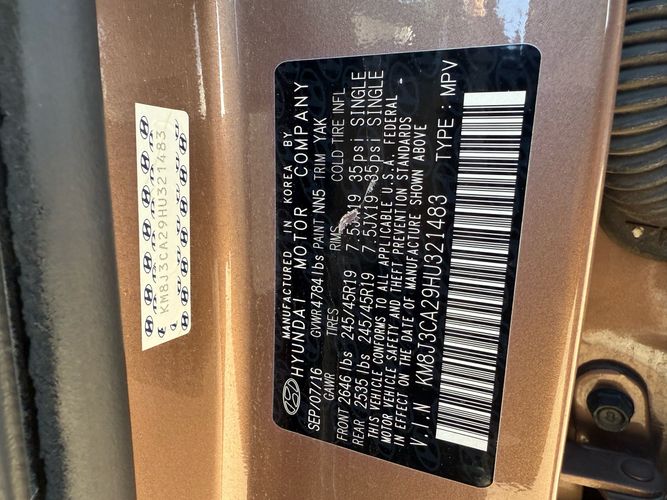 KM8J3CA29HU321483
MANUFACTURED IN KOREA BY
HYUNDAI MOTOR COMPANY
SEP/07/16 GVWR4784lbs PAINT NN5 TRIM YAK
GAWR TIRES RIMS COLD TIRE INFL
FRONT 2646 lbs 245/45R19 7.5JX19 35psi SINGLE
REAR 2535 lbs 245/45R19 7.5JX19 35psi SINGLE
THIS VEHICLE CONFORMS TO ALL APPLICABLE U.S.A. FEDERAL
MOTOR VEHICLE SAFETY AND THEFT PREVENTION STANDARDS
IN EFFECT ON THE DATE OF MANUFACTURE SHOWN ABOVE
V.I.N KM8J3CA29HU321483
TYPE : MPV